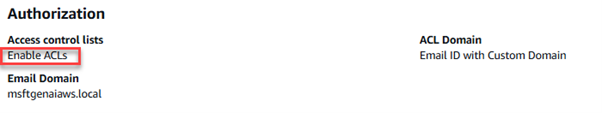 Authorization
Access control lists
Enable ACLs
Email Domain
msftgenaiaws.local
ACL Domain
Email ID with Custom Domain